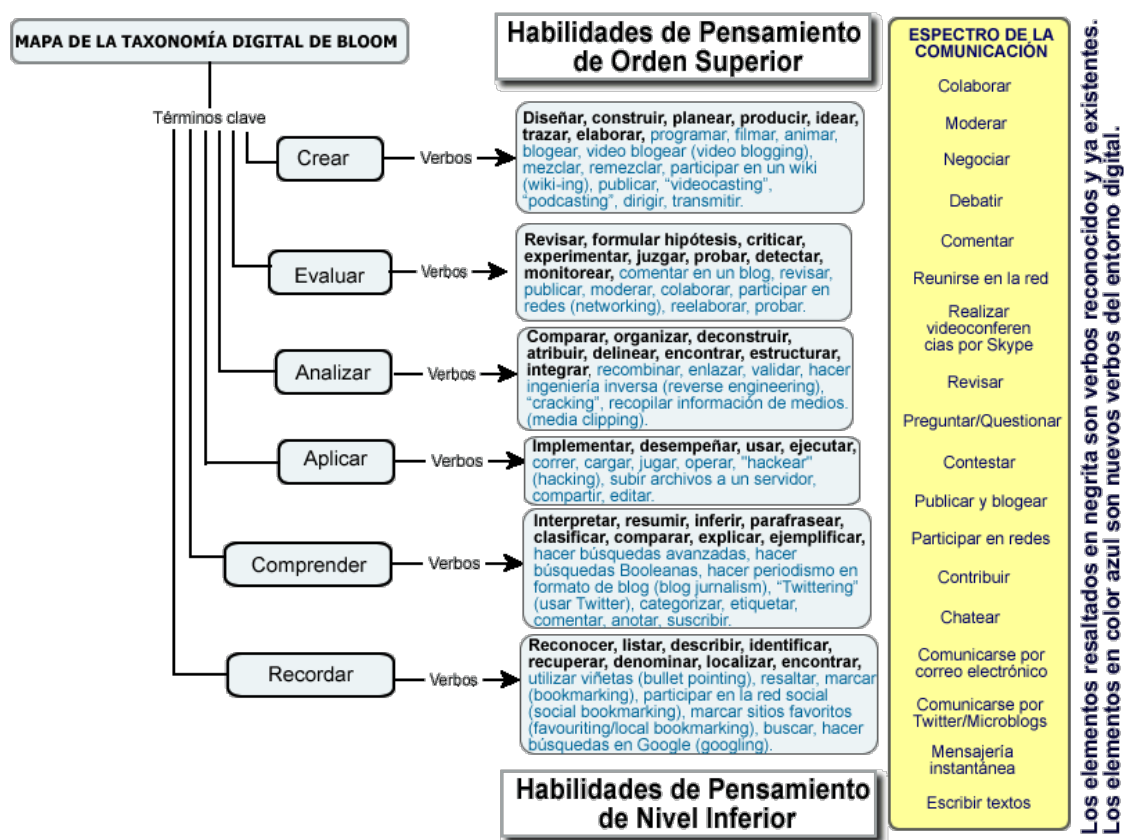 MAPA DE LA TAXONOMÍA DIGITAL DE BLOOM
Términos clave
Habilidades de Pensamiento
de Orden Superior
Crear
Verbos
Diseñar, construir, planear, producir, idear,
trazar, elaborar, programar, filmar, animar,
blogear, video blogear (video blogging),
mezclar, remezclar, participar en un wiki
(wiki-ing), publicar, “videocasting”,
“podcasting”, dirigir, transmitir.
Evaluar
Verbos
Revisar, formular hipótesis, criticar,
experimentar, juzgar, probar, detectar,
monitorear, comentar en un blog, revisar,
publicar, moderar, colaborar, participar en
redes (networking), reelaborar, probar.
Analizar
Verbos
Comparar, organizar, deconstruir,
atribuir, delinear, encontrar, estructurar,
integrar, recombinar, enlazar, validar, hacer
ingeniería inversa (reverse engineering),
“cracking”, recopilar información de medios.
(media clipping).
Aplicar
Verbos
Implementar, desempeñar, usar, ejecutar,
correr, cargar, jugar, operar, "hackear"
(hacking), subir archivos a un servidor,
compartir, editar.
Comprender
Verbos
Interpretar, resumir, inferir, parafrasear,
clasificar, comparar, explicar, ejemplificar,
hacer búsquedas avanzadas, hacer
búsquedas Booleanas, hacer periodismo en
formato de blog (blog jurnalism), “Twittering”
(usar Twitter), categorizar, etiquetar,
comentar, anotar, suscribir.
Recordar
Verbos
Reconocer, listar, describir, identificar,
recuperar, denominar, localizar, encontrar,
utilizar viñetas (bullet pointing), resaltar, marcar
(bookmarking), participar en la red social
(social bookmarking), marcar sitios favoritos
(favouriting/local bookmarking), buscar, hacer
búsquedas en Google (googling).
Habilidades de Pensamiento
de Nivel Inferior
ESPECTRO DE LA
COMUNICACIÓN
Colaborar
Moderar
Negociar
Debatir
Comentar
Reunirse en la red
Realizar
videoconferen
cias por Skype
Revisar
Preguntar/Questionar
Contestar
Publicar y blogear
Participar en redes
Contribuir
Chatear
Comunicarse por
correo electrónico
Comunicarse por
Twitter/Microblogs
Mensajería
instantánea
Escribir textos
Los elementos resaltados en negrita son verbos reconocidos y ya existentes.
Los elementos en color azul son nuevos verbos del entorno digital.